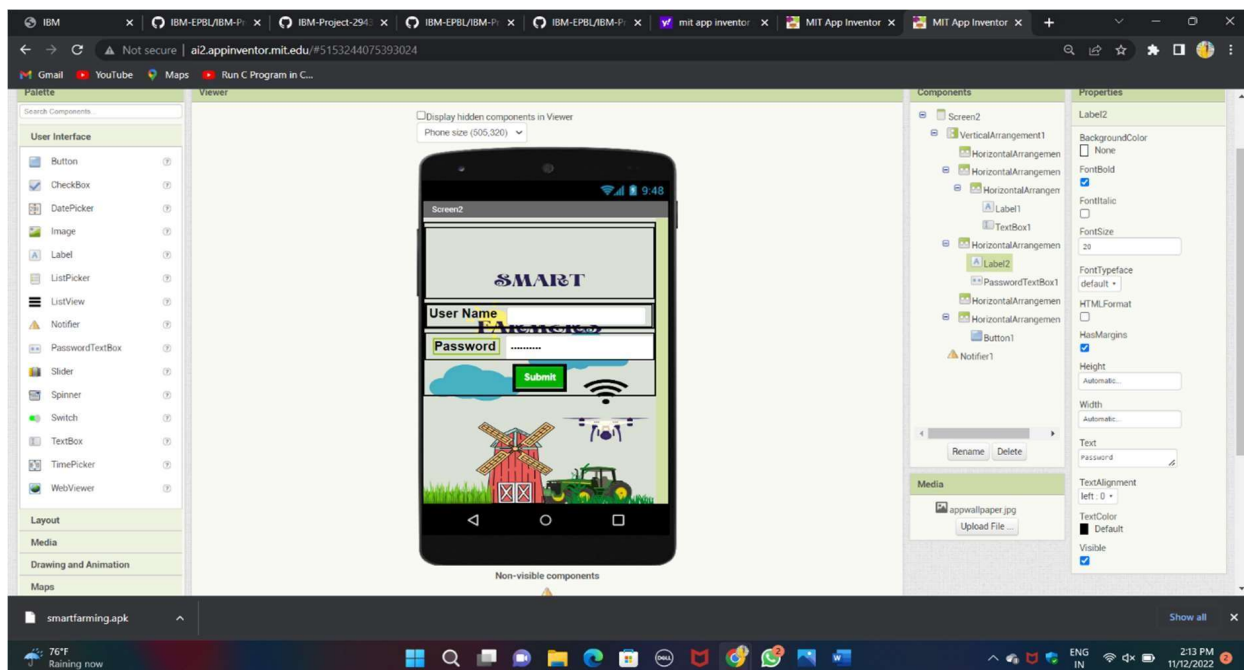 IBM
IBM-EPBL/IBM-Pr
IBM-Project-2943
IBM-EPBL/IBM-Pr
IBM-EPBL/IBM-Pr
mit app inventor
MIT App Inventor
MIT App Inventor
Not secure | ai2.appinventor.mit.edu/#5153244075393024
Gmail YouTube Maps Run C Program in C...
Palette
Search Components...
User Interface
Button
CheckBox
DatePicker
Image
Label
ListPicker
ListView
Notifier
PasswordTextBox
Slider
Spinner
Switch
TextBox
TimePicker
WebViewer
Layout
Media
Drawing and Animation
Maps
Viewer
Display hidden components in Viewer
Phone size (505,320)
9:48
Screen2
SMART
User Name
FArmers
Password ..........
Submit
Non-visible components
Components
Screen2
VerticalArrangement1
HorizontalArrangemen
HorizontalArrangemen
HorizontalArrangem
Label1
TextBox1
HorizontalArrangemen
Label2
PasswordTextBox1
HorizontalArrangemen
HorizontalArrangemen
Button1
Notifier1
Rename Delete
Media
appwallpaper.jpg
Upload File ...
Properties
Label2
BackgroundColor
None
FontBold
FontItalic
FontSize
20
FontTypeface
default
HTMLFormat
HasMargins
Height
Automatic...
Width
Automatic...
Text
Password
TextAlignment
left : 0
TextColor
Default
Visible
smartfarming.apk
Show all
76°F
Raining now
DELL
2
ENG
IN
2:13 PM
11/12/2022
2